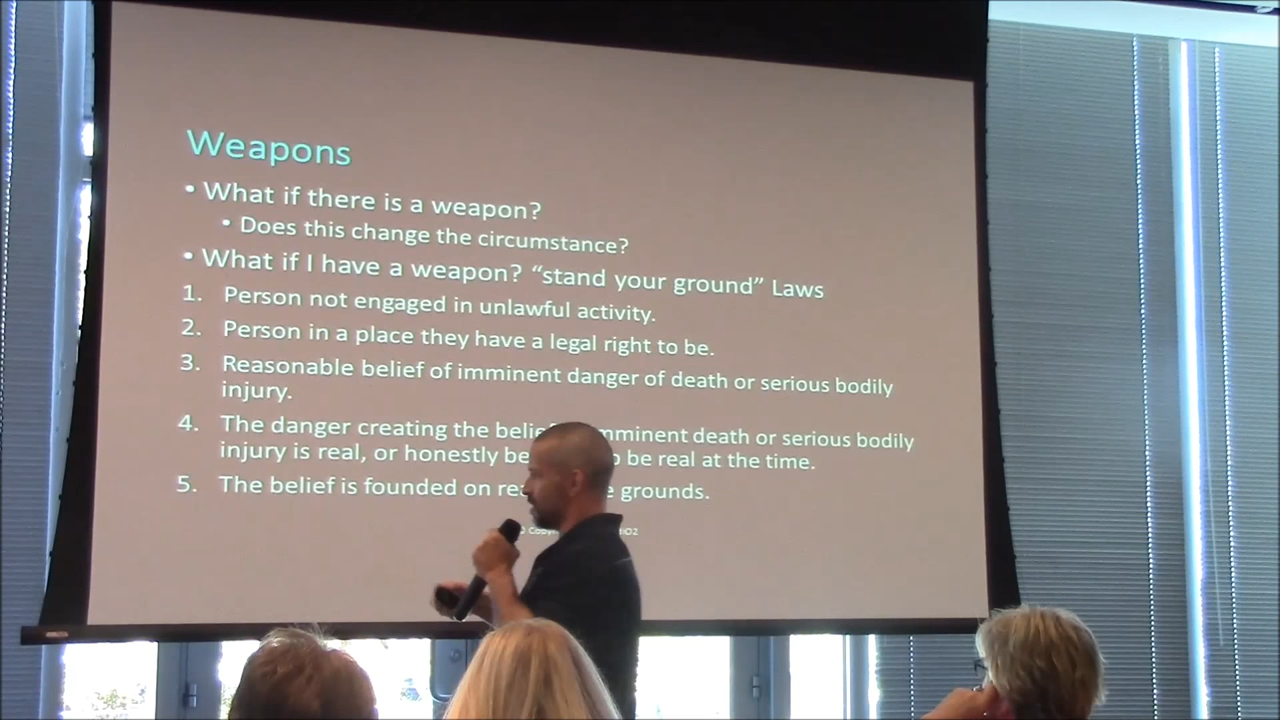 Weapons
• What if there is a weapon?
• Does this change the circumstance?
• What if I have a weapon? “stand your ground” Laws
1. Person not engaged in unlawful activity.
2. Person in a place they have a legal right to be.
3. Reasonable belief of imminent danger of death or serious bodily
injury.
4. The danger creating the belief imminent death or serious bodily
injury is real, or honestly be be real at the time.
5. The belief is founded on grounds.